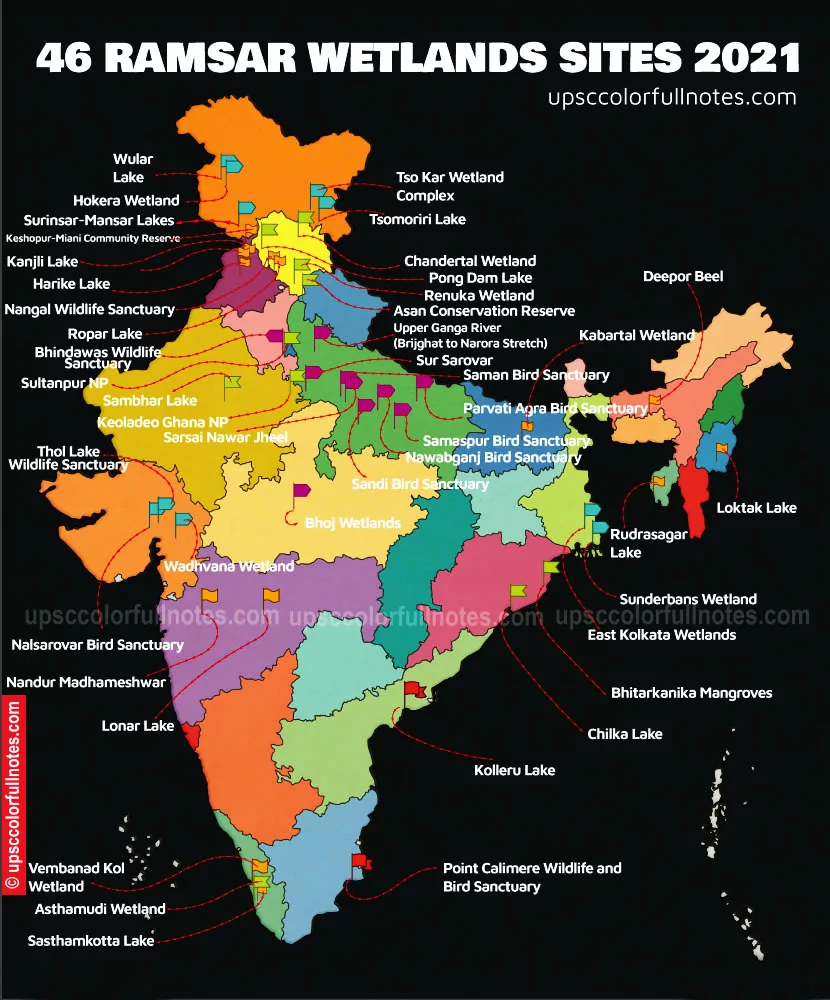 46 RAMSAR WETLANDS SITES 2021
upsccolorfullnotes.com
Wular
Lake
Tso Kar Wetland
Complex
Hokera Wetland
Surinsar-Mansar Lakes
Tsomoriri Lake
Keshopur-Miani Community Reserve
Kanjli Lake
Chandertal Wetland
Harike Lake
Pong Dam Lake
Deepor Beel
Renuka Wetland
Nangal Wildlife Sanctuary
Asan Conservation Reserve
Ropar Lake
Upper Ganga River
(Brijghat to Narora Stretch)
Kabartal Wetland
Bhindawas Wildlife
Sanctuary
Sur Sarovar
Sultanpur NP
Saman Bird Sanctuary
Sambhar Lake
Parvati Agra Bird Sanctuary
Keoladeo Ghana NP
Sarsai Nawar Jheel
Samaspur Bird Sanctuary
Thol Lake
Wildlife Sanctuary
Nawabganj Bird Sanctuary
Sandi Bird Sanctuary
Loktak Lake
Bhoj Wetlands
Rudrasagar
Lake
Wadhvana Wetland
Sunderbans Wetland
upsccolorfullnotes.com upsccolorfullnotes.com upsccolorfullnotes.com
East Kolkata Wetlands
Nalsarovar Bird Sanctuary
Nandur Madhameshwar
Bhitarkanika Mangroves
Lonar Lake
Chilka Lake
Kolleru Lake
© upsccolorfullnotes.com
Vembanad Kol
Wetland
Point Calimere Wildlife and
Bird Sanctuary
Asthamudi Wetland
Sasthamkotta Lake